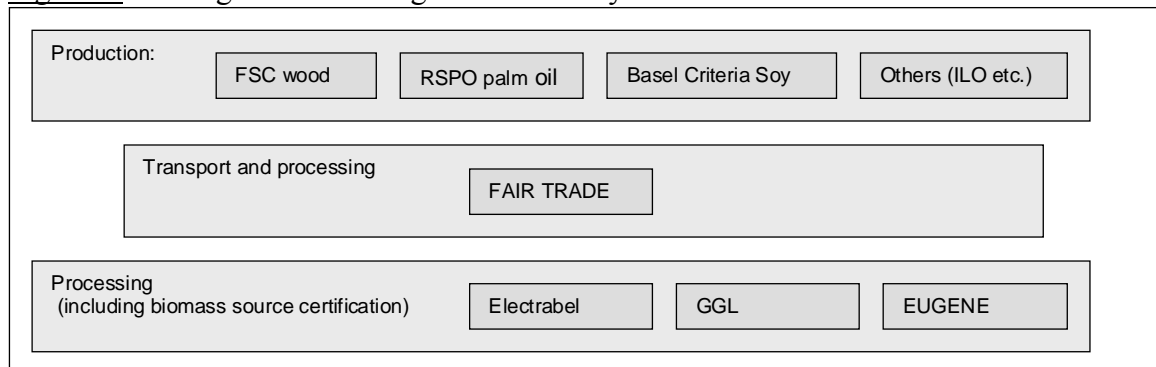 Production:
FSC wood
RSPO palm oil
Basel Criteria Soy
Others (ILO etc.)
Transport and processing
FAIR TRADE
Processing
(including biomass source certification)
Electrabel
GGL
EUGENE